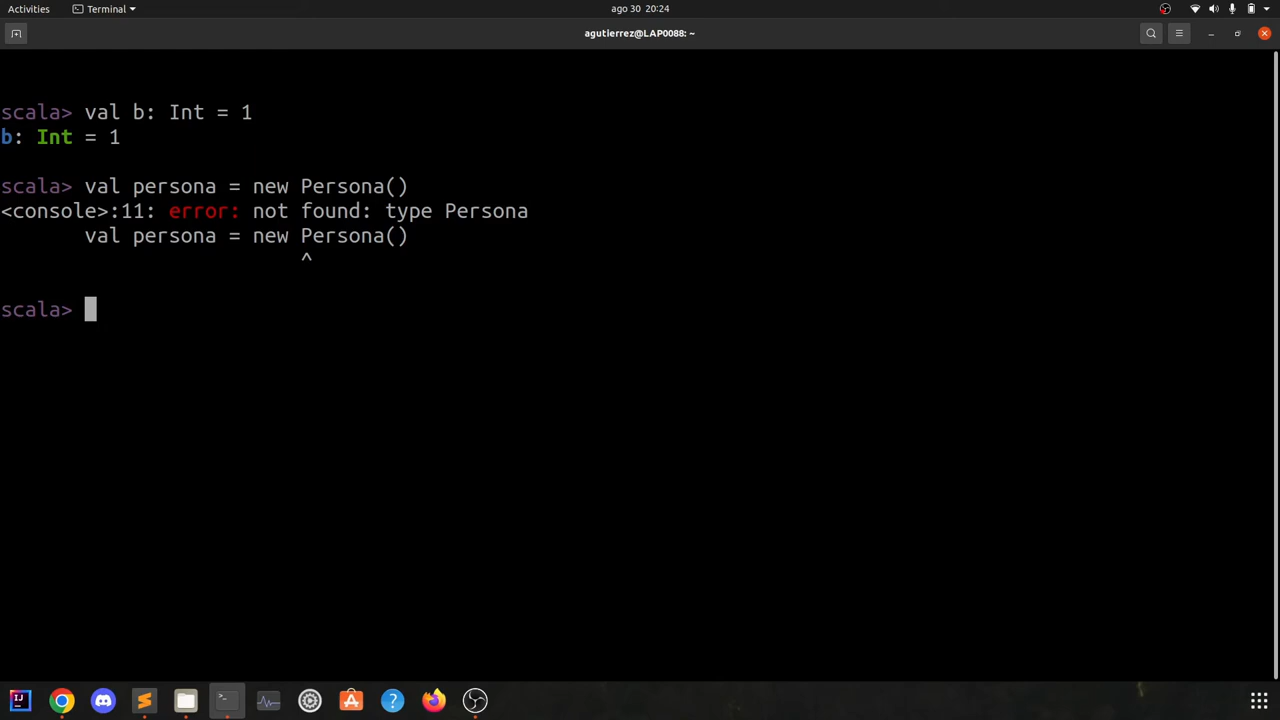 Activities
Terminal
ago 30 20:24
agutierrez@LAP0088: ~
scala> val b: Int = 1
b: Int = 1
scala> val persona = new Persona()
<console>:11: error: not found: type Persona
       val persona = new Persona()
                         ^
scala>